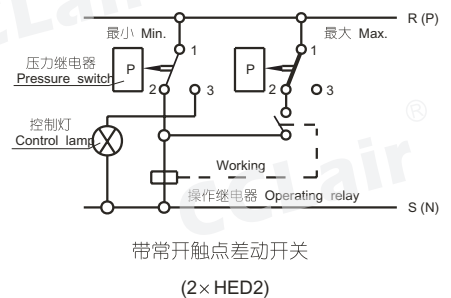 R (P)
最小 Min.
最大 Max.
1
1
压力继电器
Pressure switch
P
P
2
3
2
3
控制灯
Control lamp
Working
操作继电器 Operating relay
S (N)
CCLair
®
带常开触点差动开关
(2×HED2)